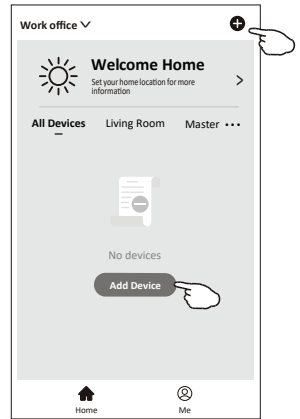 Work office
Welcome Home
Set your home location for more
information
All Devices Living Room Master ...
No devices
Add Device
Home Me